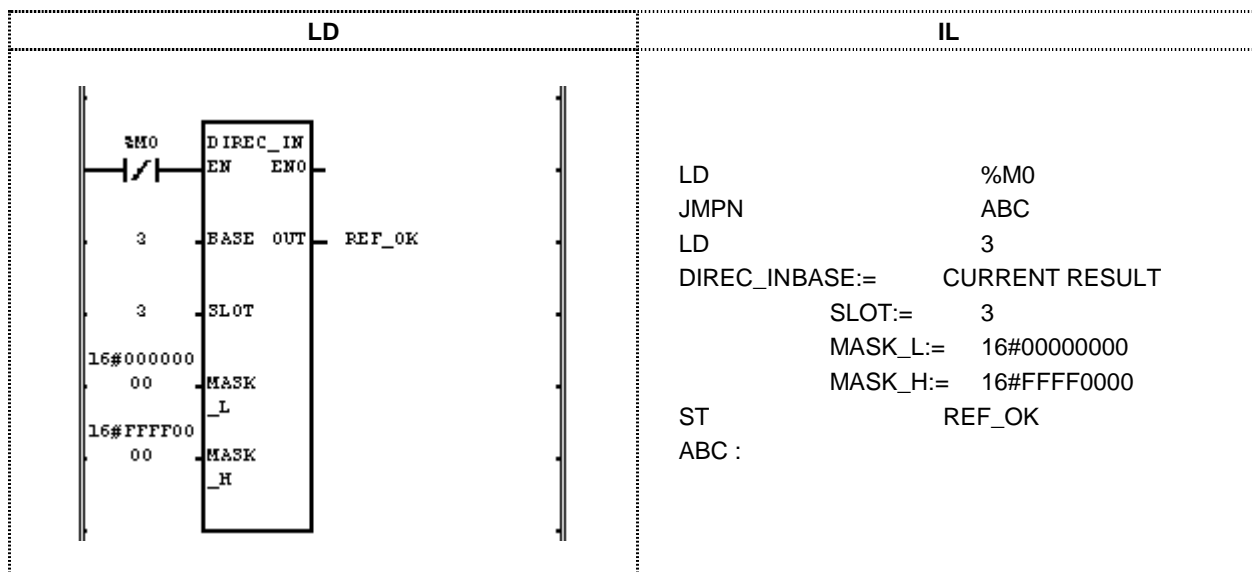 LD
IL
%M0
DIREC_IN
EN ENO
3 BASE OUT REF_OK
3 SLOT
16#000000
00 MASK
_L
16#FFFF00
00 MASK
_H
LD %M0
JMPN ABC
LD 3
DIREC_INBASE:= CURRENT RESULT
SLOT:= 3
MASK_L:= 16#00000000
MASK_H:= 16#FFFF0000
ST REF_OK
ABC :